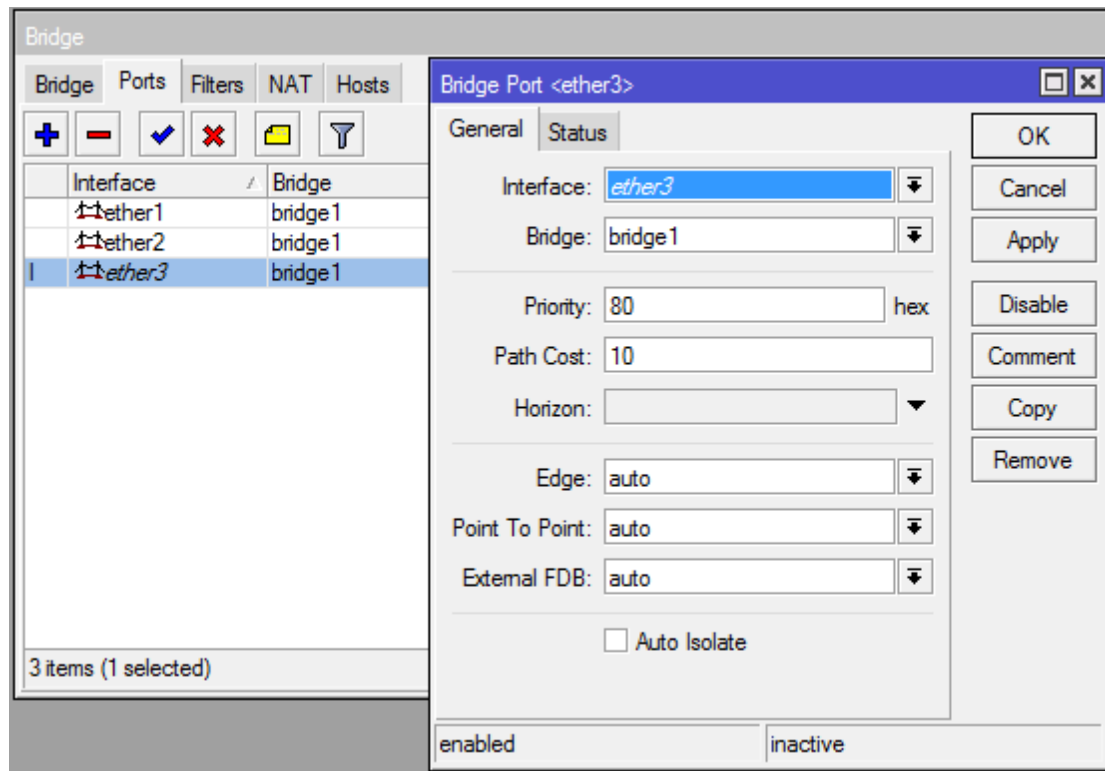 Bridge
Bridge Ports Filters NAT Hosts
Interface Bridge
ether1 bridge1
ether2 bridge1
I ether3 bridge1
3 items (1 selected)
Bridge Port <ether3>
General Status
Interface: ether3
Bridge: bridge1
Priority: 80 hex
Path Cost: 10
Horizon:
Edge: auto
Point To Point: auto
External FDB: auto
Auto Isolate
OK
Cancel
Apply
Disable
Comment
Copy
Remove
enabled inactive